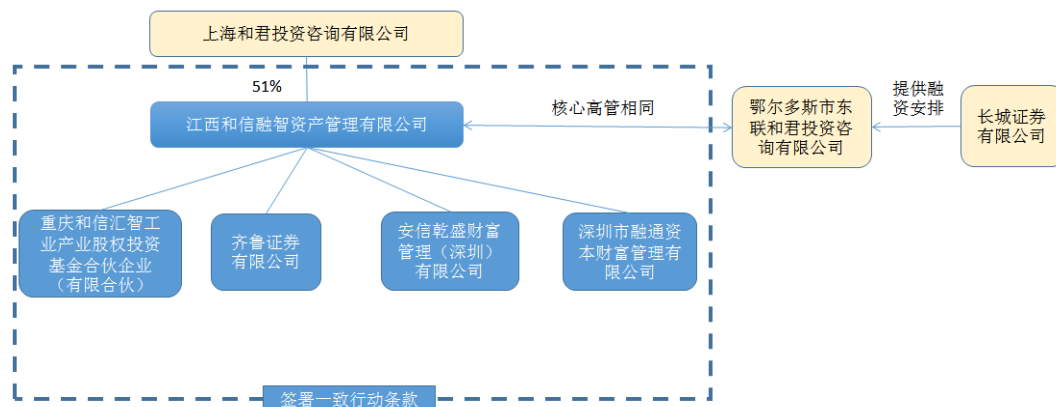 上海和君投资咨询有限公司
51%
江西和信融智资产管理有限公司
核心高管相同
鄂尔多斯市东
联和君投资咨
询有限公司
提供融
资安排
长城证券
有限公司
重庆和信汇智工
业产业股权投资
基金合伙企业
（有限合伙）
齐鲁证券
有限公司
安信乾盛财富
管理（深圳）
有限公司
深圳市融通资
本财富管理有
限公司
签署一致行动条款